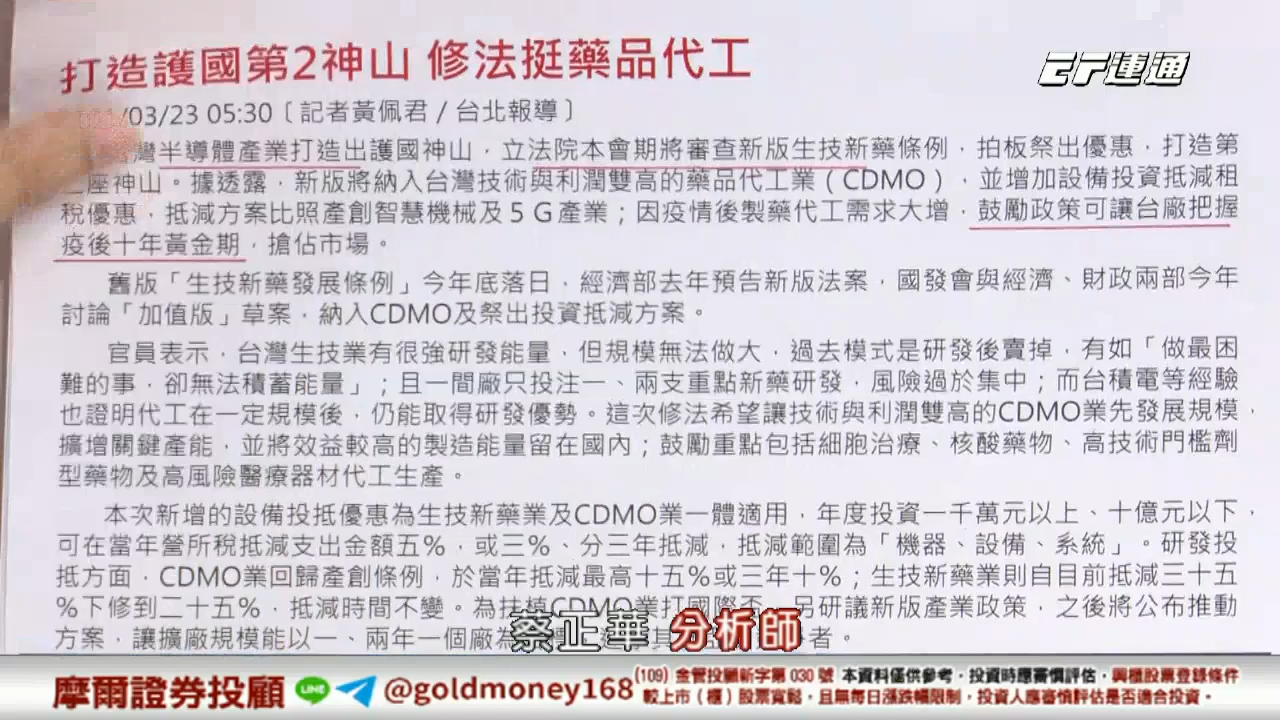 打造護國第2神山 修法挺藥品代工
EF運通
/03/23 05:30〔記者黃佩君/台北報導〕
灣半導體產業打造出護國神山，立法院本會期將審查新版生技新藥條例，拍板祭出優惠，打造第
座神山。據透露，新版將納入台灣技術與利潤雙高的藥品代工業（CDMO），並增加設備投資抵減租
稅優惠，抵減方案比照產創智慧機械及５Ｇ產業；因疫情後製藥代工需求大增，鼓勵政策可讓台廠把握
疫後十年黃金期，搶佔市場。
舊版「生技新藥發展條例」今年底落日，經濟部去年預告新版法案，國發會與經濟、財政兩部今年
討論「加值版」草案，納入CDMO及祭出投資抵減方案。
官員表示，台灣生技業有很強研發能量，但規模無法做大，過去模式是研發後賣掉，有如「做最困
難的事，卻無法積蓄能量」；且一間廠只投注一、兩支重點新藥研發，風險過於集中；而台積電等經驗
也證明代工在一定規模後，仍能取得研發優勢。這次修法希望讓技術與利潤雙高的CDMO業先發展規模，
擴增關鍵產能，並將效益較高的製造能量留在國內；鼓勵重點包括細胞治療、核酸藥物、高技術門檻劑
型藥物及高風險醫療器材代工生產。
本次新增的設備投抵優惠為生技新藥業及CDMO業一體適用，年度投資一千萬元以上、十億元以下，
可在當年營所稅抵減支出金額五%，或三%、分三年抵減，抵減範圍為「機器、設備、系統」。研發投
抵方面，CDMO業回歸產創條例，於當年抵減最高十五%或三年十%；生技新藥業則自目前抵減三十五
%下修到二十五%，抵減時間不變。為扶植CDMO業打國際盃，另研議新版產業政策，之後將公布推動
方案，讓擴廠規模能以一、兩年一個廠為 者。
蔡正華 分析師
摩爾證券投顧 LINE @goldmoney168
(109) 金管投顧新字第 030 號 本資料僅供參考，投資時應審慎評估，興櫃股票登錄條件
較上市（櫃）股票寬鬆，且無每日漲跌幅限制，投資人應審慎評估是否適合投資。